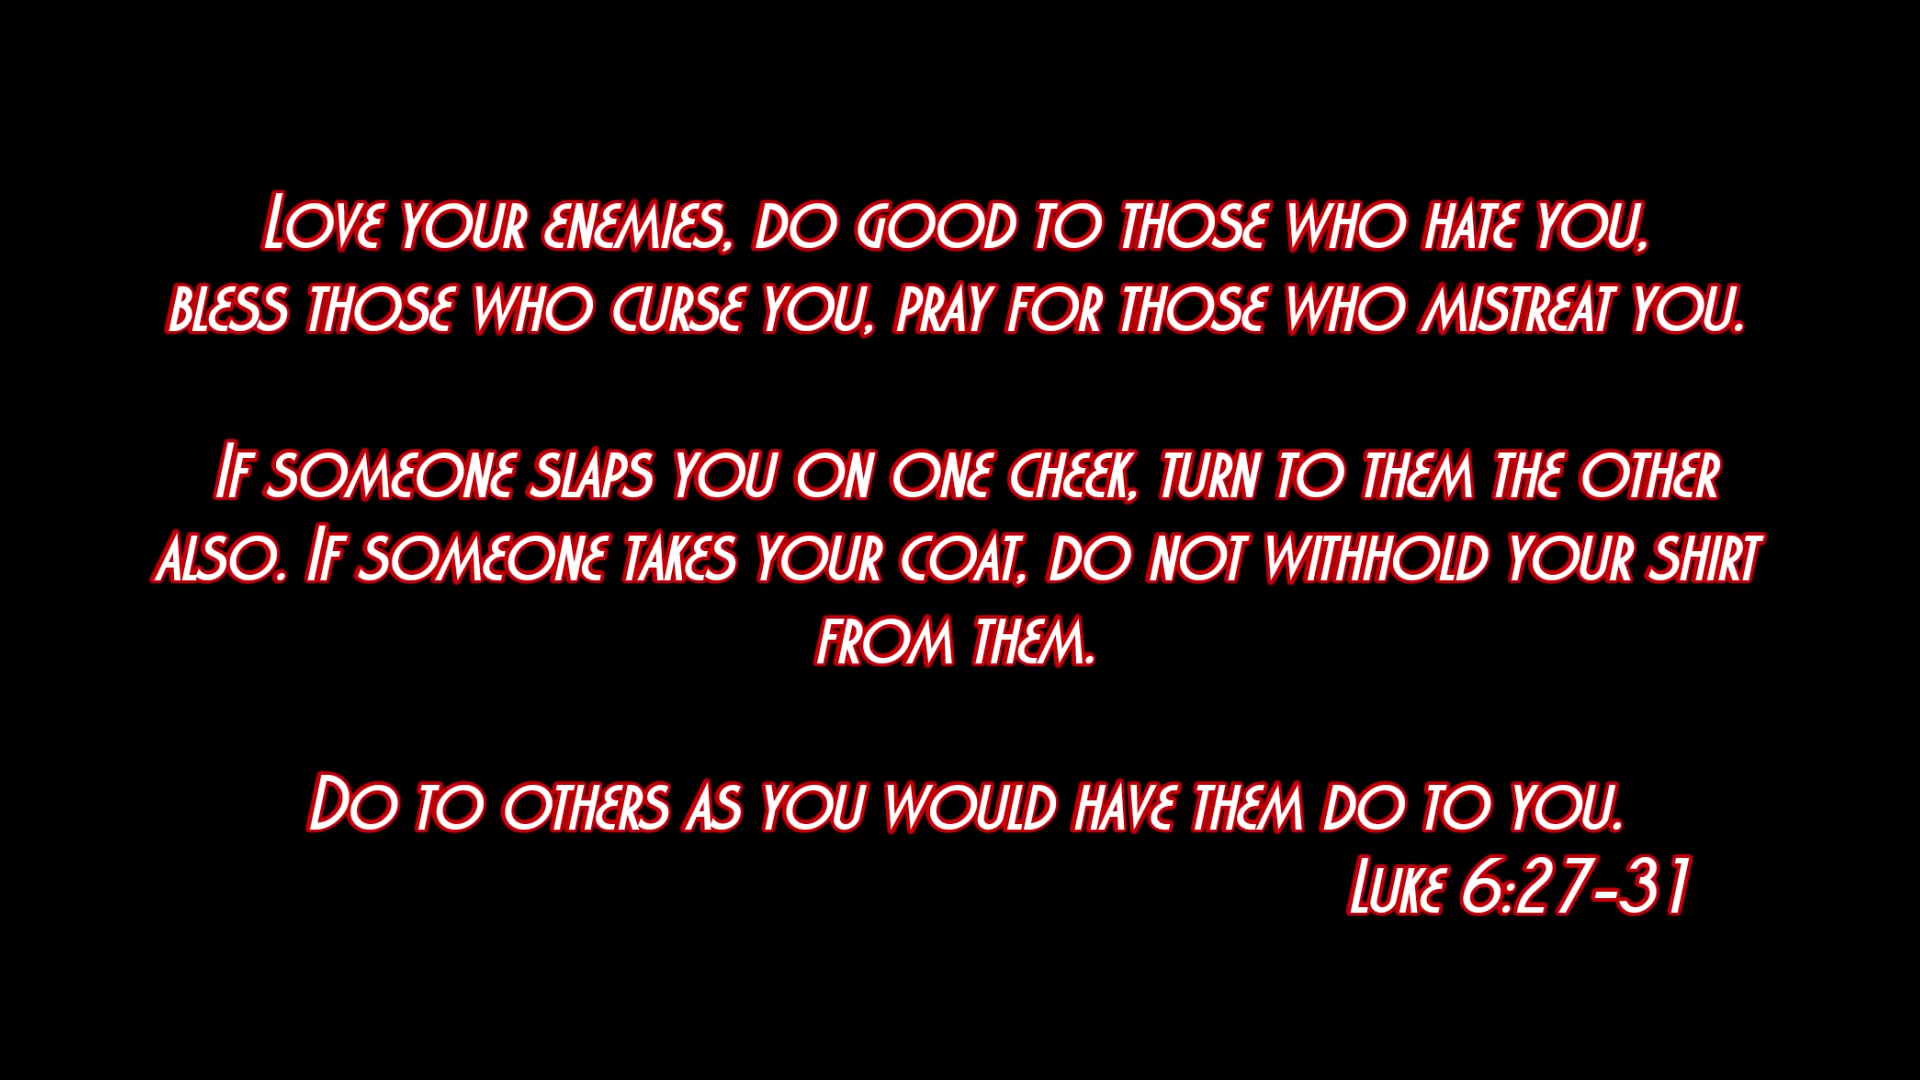 Love your enemies, do good to those who hate you,
bless those who curse you, pray for those who mistreat you.
If someone slaps you on one cheek, turn to them the other
also. If someone takes your coat, do not withhold your shirt
from them.
Do to others as you would have them do to you.
Luke 6:27-31